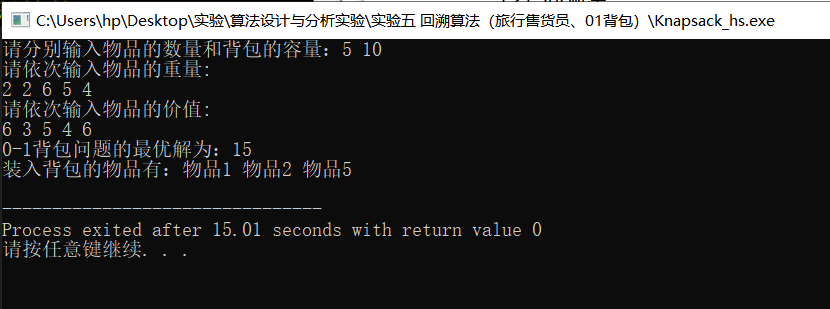 C:\Users\hp\Desktop\实验\算法设计与分析实验\实验五 回溯算法（旅行售货员、01背包）\Knapsack_hs.exe
请分别输入物品的数量和背包的容量: 5 10
请依次输入物品的重量:
2 2 6 5 4
请依次输入物品的价值:
6 3 5 4 6
0-1背包问题的最优解为: 15
装入背包的物品有: 物品1 物品2 物品5
--------------------------------
Process exited after 15.01 seconds with return value 0
请按任意键继续. . .